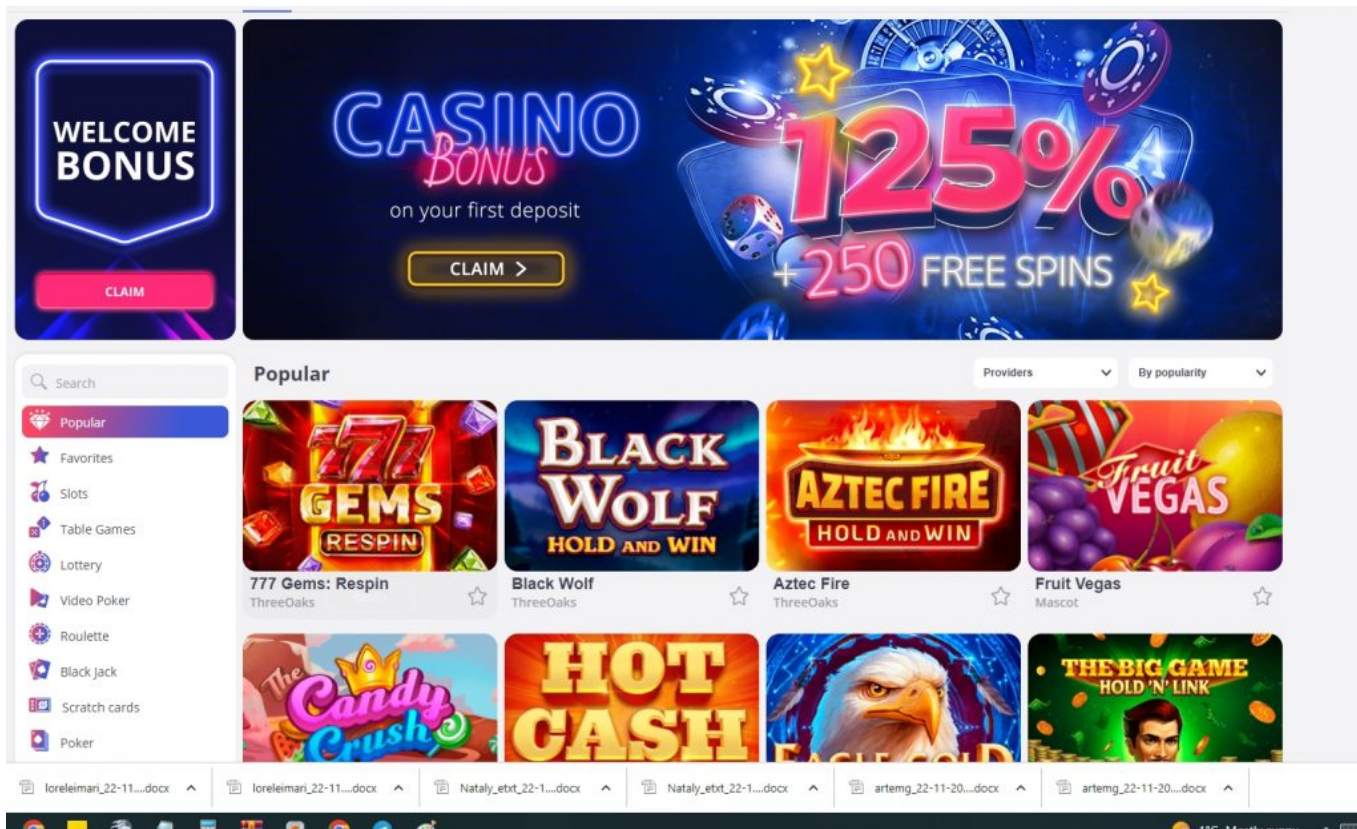 WELCOME
BONUS
CLAIM
CASINO
BONUS
on your first deposit
CLAIM >
125%
+ 250 FREE SPINS
Search
Popular
Favorites
Slots
Table Games
Lottery
Video Poker
Roulette
Black Jack
Scratch cards
Poker
Popular
Providers
By popularity
777
GEMS
RESPIN
777 Gems: Respin
ThreeOaks
BLACK
WOLF
HOLD AND WIN
Black Wolf
ThreeOaks
AZTEC FIRE
HOLD AND WIN
Aztec Fire
ThreeOaks
Fruit
VEGAS
Fruit Vegas
Mascot
The
Candy
Crush
HOT
CASH
EAGLE GOLD
THE BIG GAME
HOLD 'N' LINK
loreleimari_22-11....docx
loreleimari_22-11....docx
Nataly_etxt_22-1....docx
Nataly_etxt_22-1....docx
artemg_22-11-20....docx
artemg_22-11-20....docx